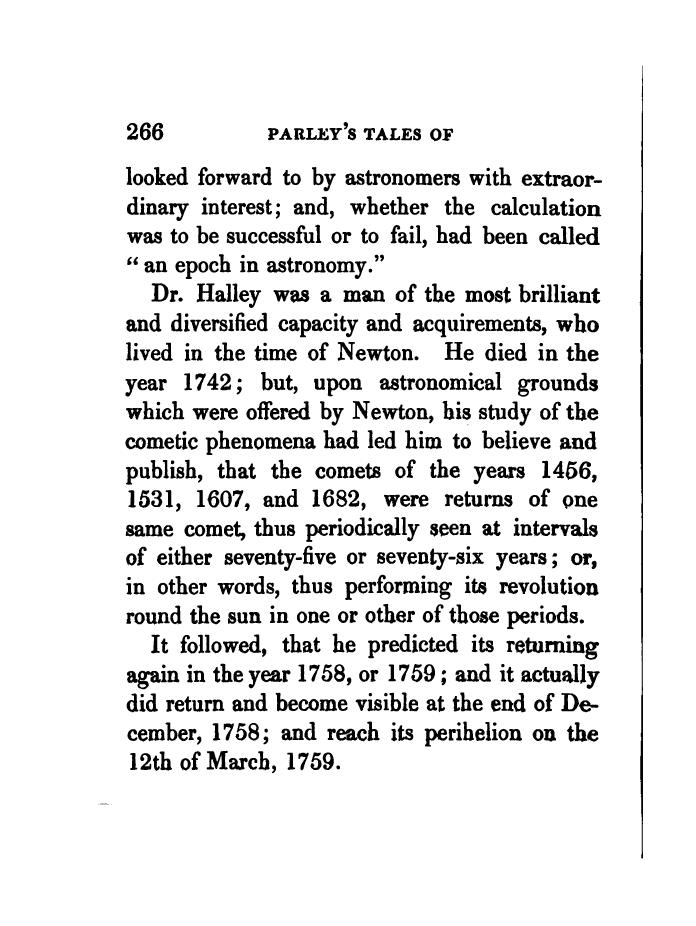 266 PARLEY'S TALES OF
looked forward to by astronomers with extraor-
dinary interest; and, whether the calculation
was to be successful or to fail, had been called
“ an epoch in astronomy.”
Dr. Halley was a man of the most brilliant
and diversified capacity and acquirements, who
lived in the time of Newton. He died in the
year 1742; but, upon astronomical grounds
which were offered by Newton, his study of the
cometic phenomena had led him to believe and
publish, that the comets of the years 1456,
1531, 1607, and 1682, were returns of one
same comet, thus periodically seen at intervals
of either seventy-five or seventy-six years; or,
in other words, thus performing its revolution
round the sun in one or other of those periods.
It followed, that he predicted its returning
again in the year 1758, or 1759; and it actually
did return and become visible at the end of De-
cember, 1758; and reach its perihelion on the
12th of March, 1759.